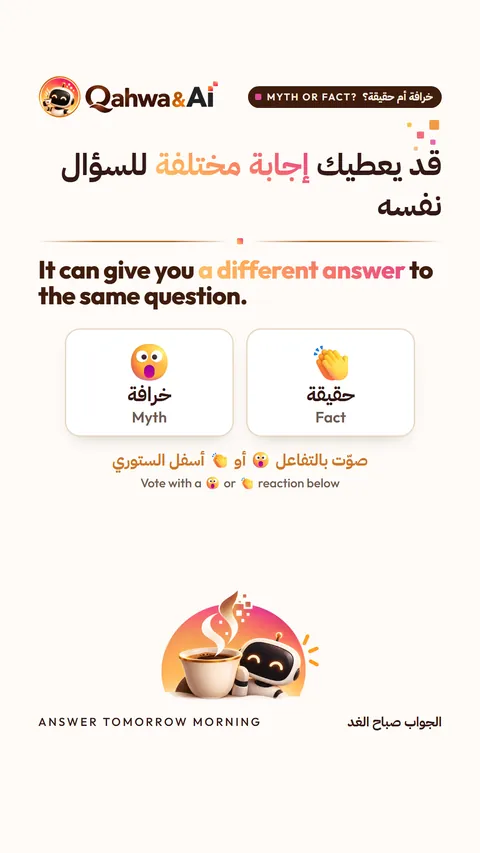 Qahwa&Ai
MYTH OR FACT? خرافة أم حقيقة؟
قد يعطيك إجابة مختلفة للسؤال
نفسه
It can give you a different answer to
the same question.
😲 👏
خرافة
Myth
حقيقة
Fact
صوّت بالتفاعل 😲 أو 👏 أسفل الستوري
Vote with a 😲 or 👏 reaction below
ANSWER TOMORROW MORNING
الجواب صباح الغد